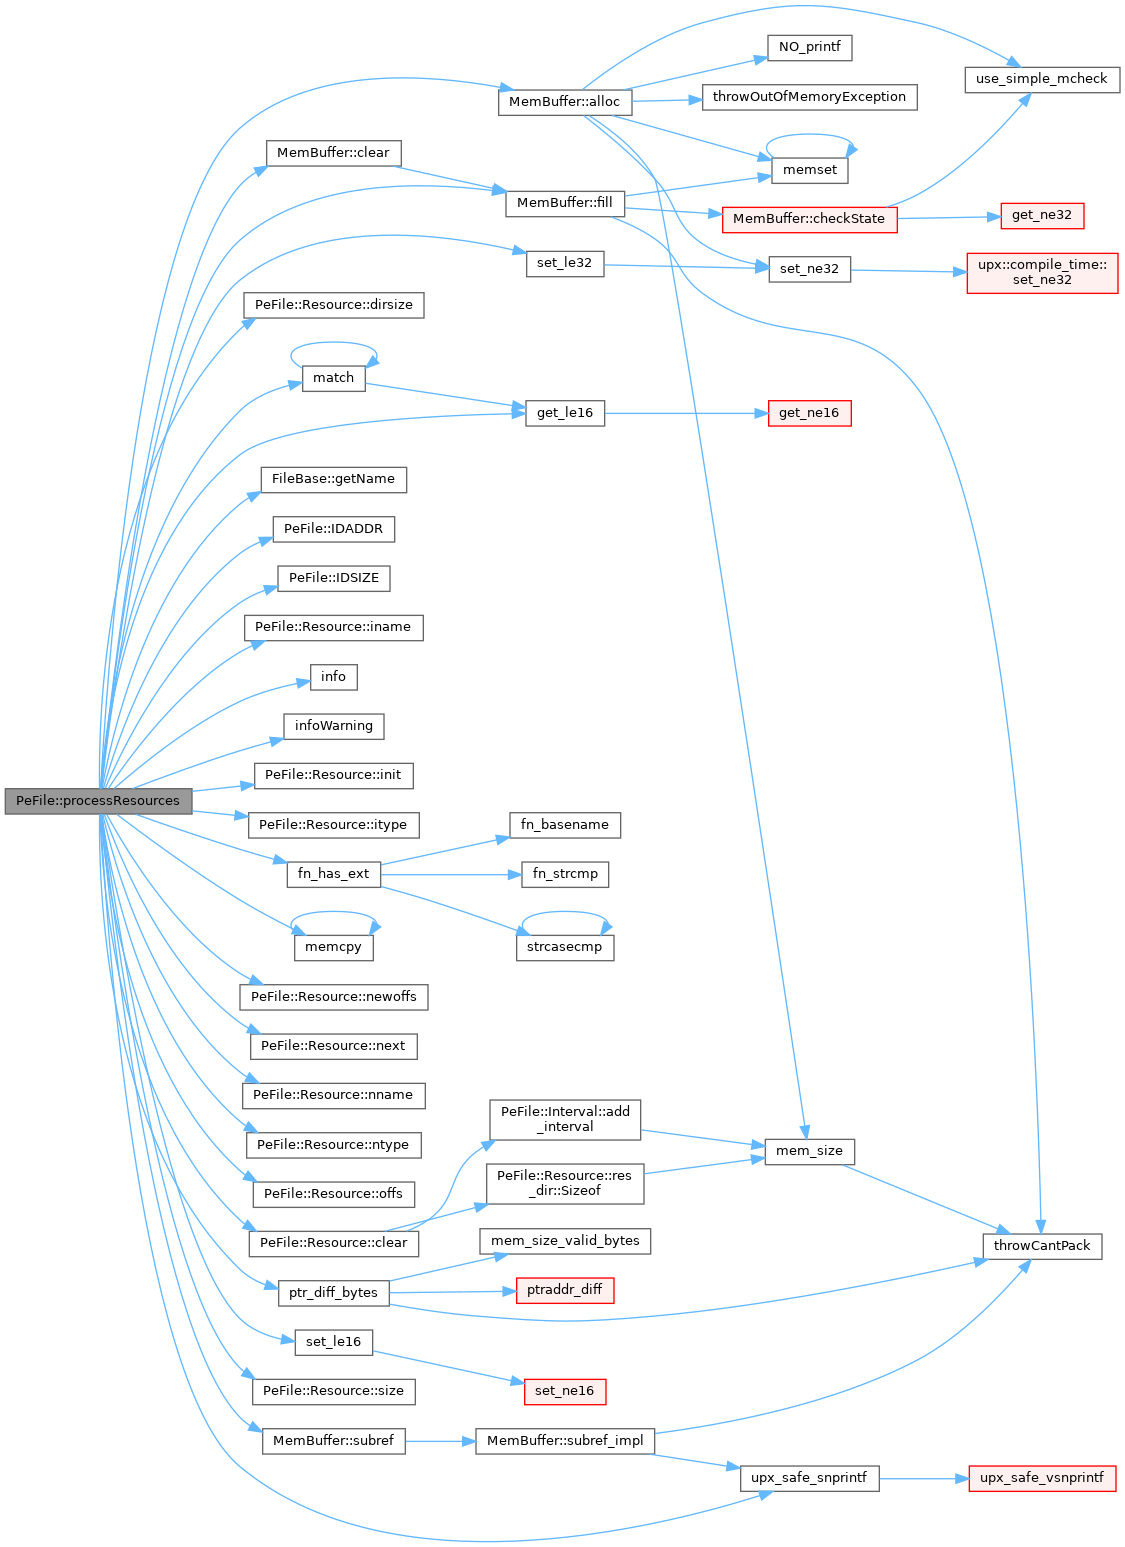 NO_printf
use_simple_mcheck
MemBuffer::alloc
throwOutOfMemoryException
MemBuffer::clear
memset
MemBuffer::fill
MemBuffer::checkState
get_ne32
set_le32
set_ne32
upx::compile_time::
set_ne32
PeFile::Resource::dirsize
match
get_le16
get_ne16
FileBase::getName
PeFile::IDADDR
PeFile::IDSIZE
PeFile::Resource::iname
info
infoWarning
PeFile::Resource::init
PeFile::processResources
PeFile::Resource::itype
fn_basename
fn_has_ext
fn_strcmp
memcpy
strcasecmp
PeFile::Resource::newoffs
PeFile::Resource::next
PeFile::Resource::nname
PeFile::Interval::add
_interval
PeFile::Resource::ntype
mem_size
PeFile::Resource::res
_dir::Sizeof
PeFile::Resource::offs
PeFile::Resource::clear
mem_size_valid_bytes
throwCantPack
ptr_diff_bytes
ptraddr_diff
set_le16
PeFile::Resource::size
set_ne16
MemBuffer::subref
MemBuffer::subref_impl
upx_safe_snprintf
upx_safe_vsnprintf